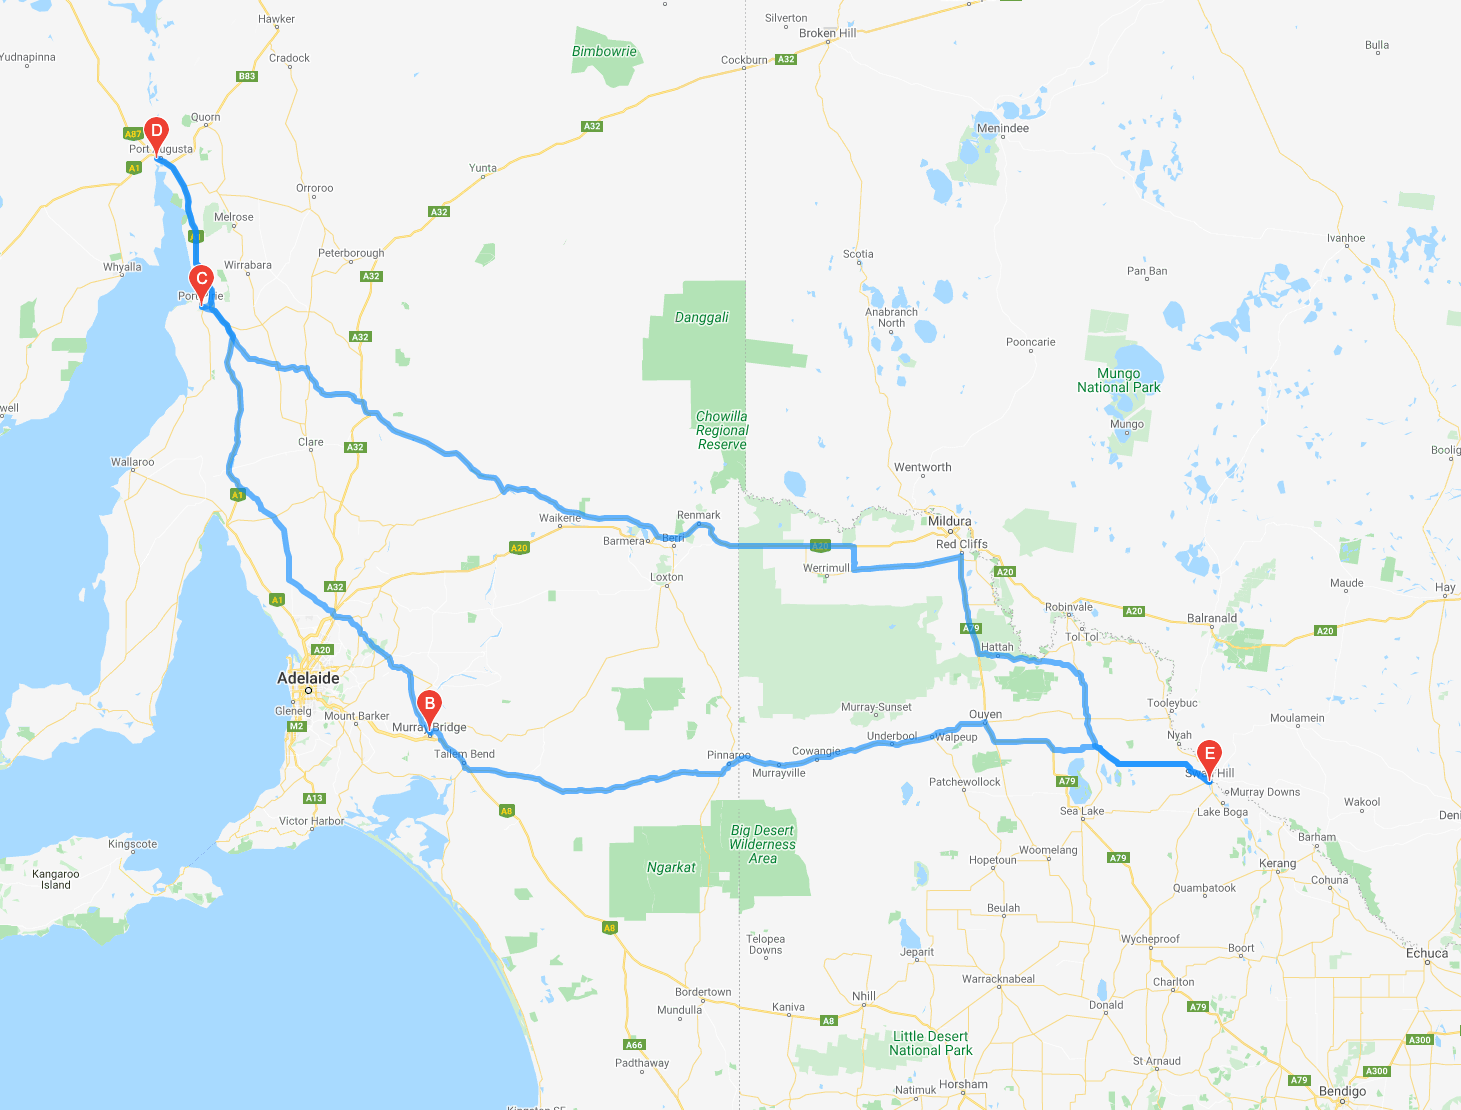 Hawker
Silverton
Broken Hill
Bulla
Yudnapinna
Cradock
Bimbowrie
Cockburn
A32
B83
D
A87
Quorn
A32
Menindee
Port Augusta
A1
Yunta
Orroroo
A32
Melrose
Peterborough
Ivanhoe
Whyalla
Wirrabara
A32
Scotia
Pan Ban
C
Danggali
Anabranch
North
A32
Pooncarie
Mungo
National Park
well
Chowilla
Regional
Reserve
Mungo
Clare
A32
Wallaroo
Wentworth
Boolig
A1
Waikerie
Renmark
Mildura
Barmera
Berri
A20
A20
Red Cliffs
Werrimull
A20
Loxton
Maude
Hay
A32
A1
Robinvale
A20
Balranald
A79
Tol Tol
A20
A20
Hattah
Adelaide
Glenelg
Mount Barker
M2
B
Murray Bridge
Murray-Sunset
Ouyen
Tooleybuc
Moulamein
Tailem Bend
Pinnaroo
Cowangie
Underbool
Walpeup
Nyah
E
Murrayville
Patchewollock
A79
Swan Hill
Murray Downs
A13
A8
Sea Lake
Lake Boga
Wakool
Deni
Victor Harbor
Kingscote
Big Desert
Wilderness
Area
Barham
Woomelang
A79
Hopetoun
Kerang
Kangaroo
Island
Ngarkat
Quambatook
Cohuna
Beulah
A8
Telopea
Downs
Wycheproof
Boort
Jeparit
Echuca
Warracknabeal
Charlton
Bordertown
Nhill
Mundulla
Kaniva
A8
Donald
A79
A66
Little Desert
National Park
A300
Padthaway
St Arnaud
A300
A79
Natimuk
Horsham
Bendigo